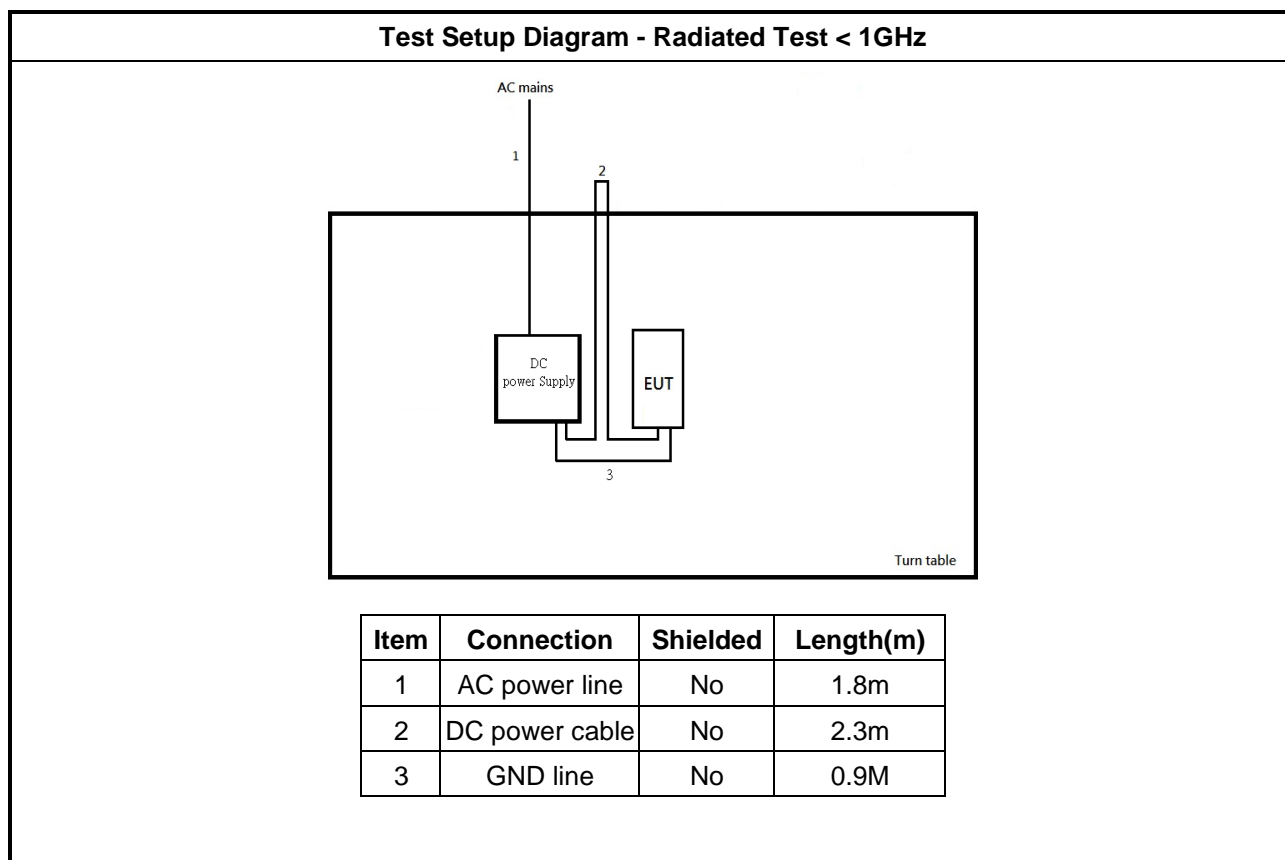 Test Setup Diagram - Radiated Test < 1GHz
AC mains
1
2
DC
power Supply
EUT
3
Turn table
Item Connection Shielded Length(m)
1 AC power line No 1.8m
2 DC power cable No 2.3m
3 GND line No 0.9M